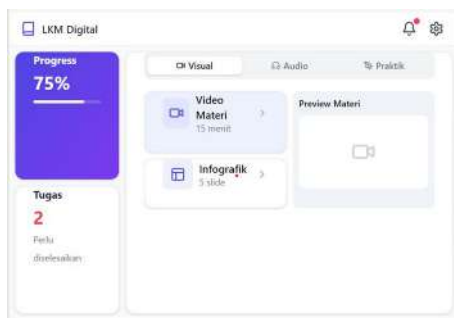 LKM Digital
Progress
75%
Visual
Audio
Praktik
Video
Materi
15 menit
Preview Materi
Infografik
5 slide
Tugas
2
Perlu
diselesaikan